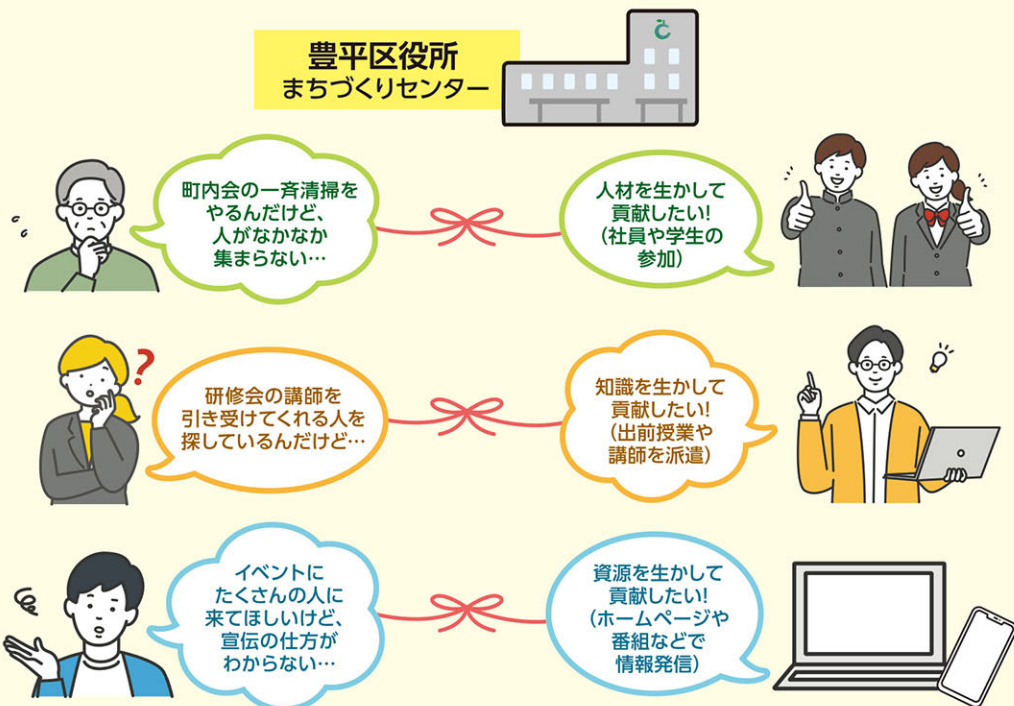 豊平区役所
まちづくりセンター
町内会の一斉清掃を
やるんだけど、
人がなかなか
集まらない…
人材を生かして
貢献したい!
(社員や学生の
参加)
?
研修会の講師を
引き受けてくれる人を
探しているんだけど…
知識を生かして
貢献したい!
(出前授業や
講師を派遣)
イベントに
たくさんの人に
来てほしいけど、
宣伝の仕方が
わからない…
資源を生かして
貢献したい!
(ホームページや
番組などで
情報発信)